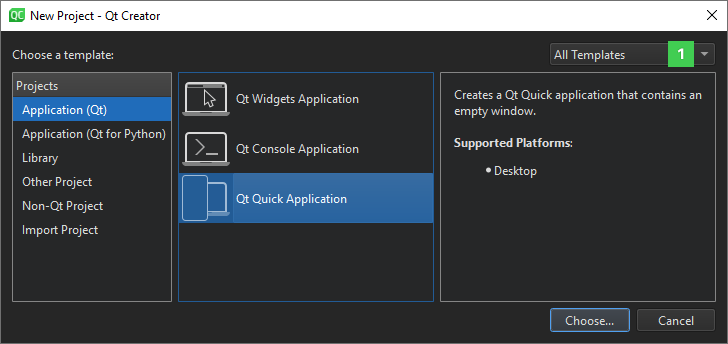 QC New Project - Qt Creator
Choose a template:
All Templates 1
Projects
Application (Qt)
Application (Qt for Python)
Library
Other Project
Non-Qt Project
Import Project
Qt Widgets Application
Qt Console Application
Qt Quick Application
Creates a Qt Quick application that contains an
empty window.
Supported Platforms:
• Desktop
Choose...
Cancel